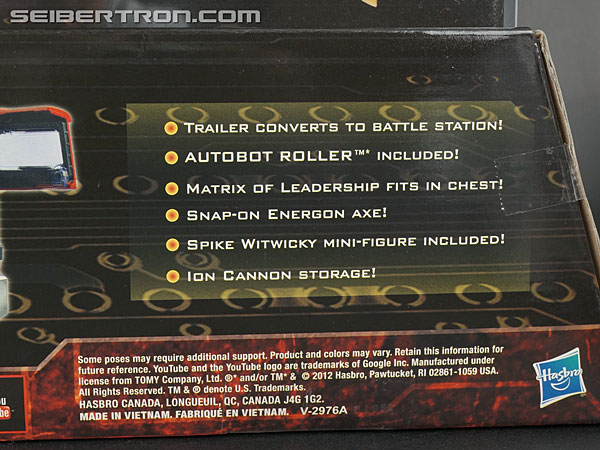 SEIBERTRON.COM
TRAILER CONVERTS TO BATTLE STATION!
AUTOBOT ROLLER™* INCLUDED!
MATRIX OF LEADERSHIP FITS IN CHEST!
SNAP-ON ENERGON AXE!
SPIKE WITWICKY MINI-FIGURE INCLUDED!
ION CANNON STORAGE!
Some poses may require additional support. Product and colors may vary. Retain this information for
future reference. YouTube and the YouTube logo are trademarks of Google Inc. Manufactured under
license from TOMY Company, Ltd. ®* and/or TM* & © 2012 Hasbro, Pawtucket, RI 02861-1059 USA.
All Rights Reserved. TM & ® denote U.S. Trademarks.
HASBRO CANADA, LONGUEUIL, QC, CANADA J4G 1G2.
MADE IN VIETNAM. FABRIQUÉ EN VIETNAM. V-2976A
Hasbro